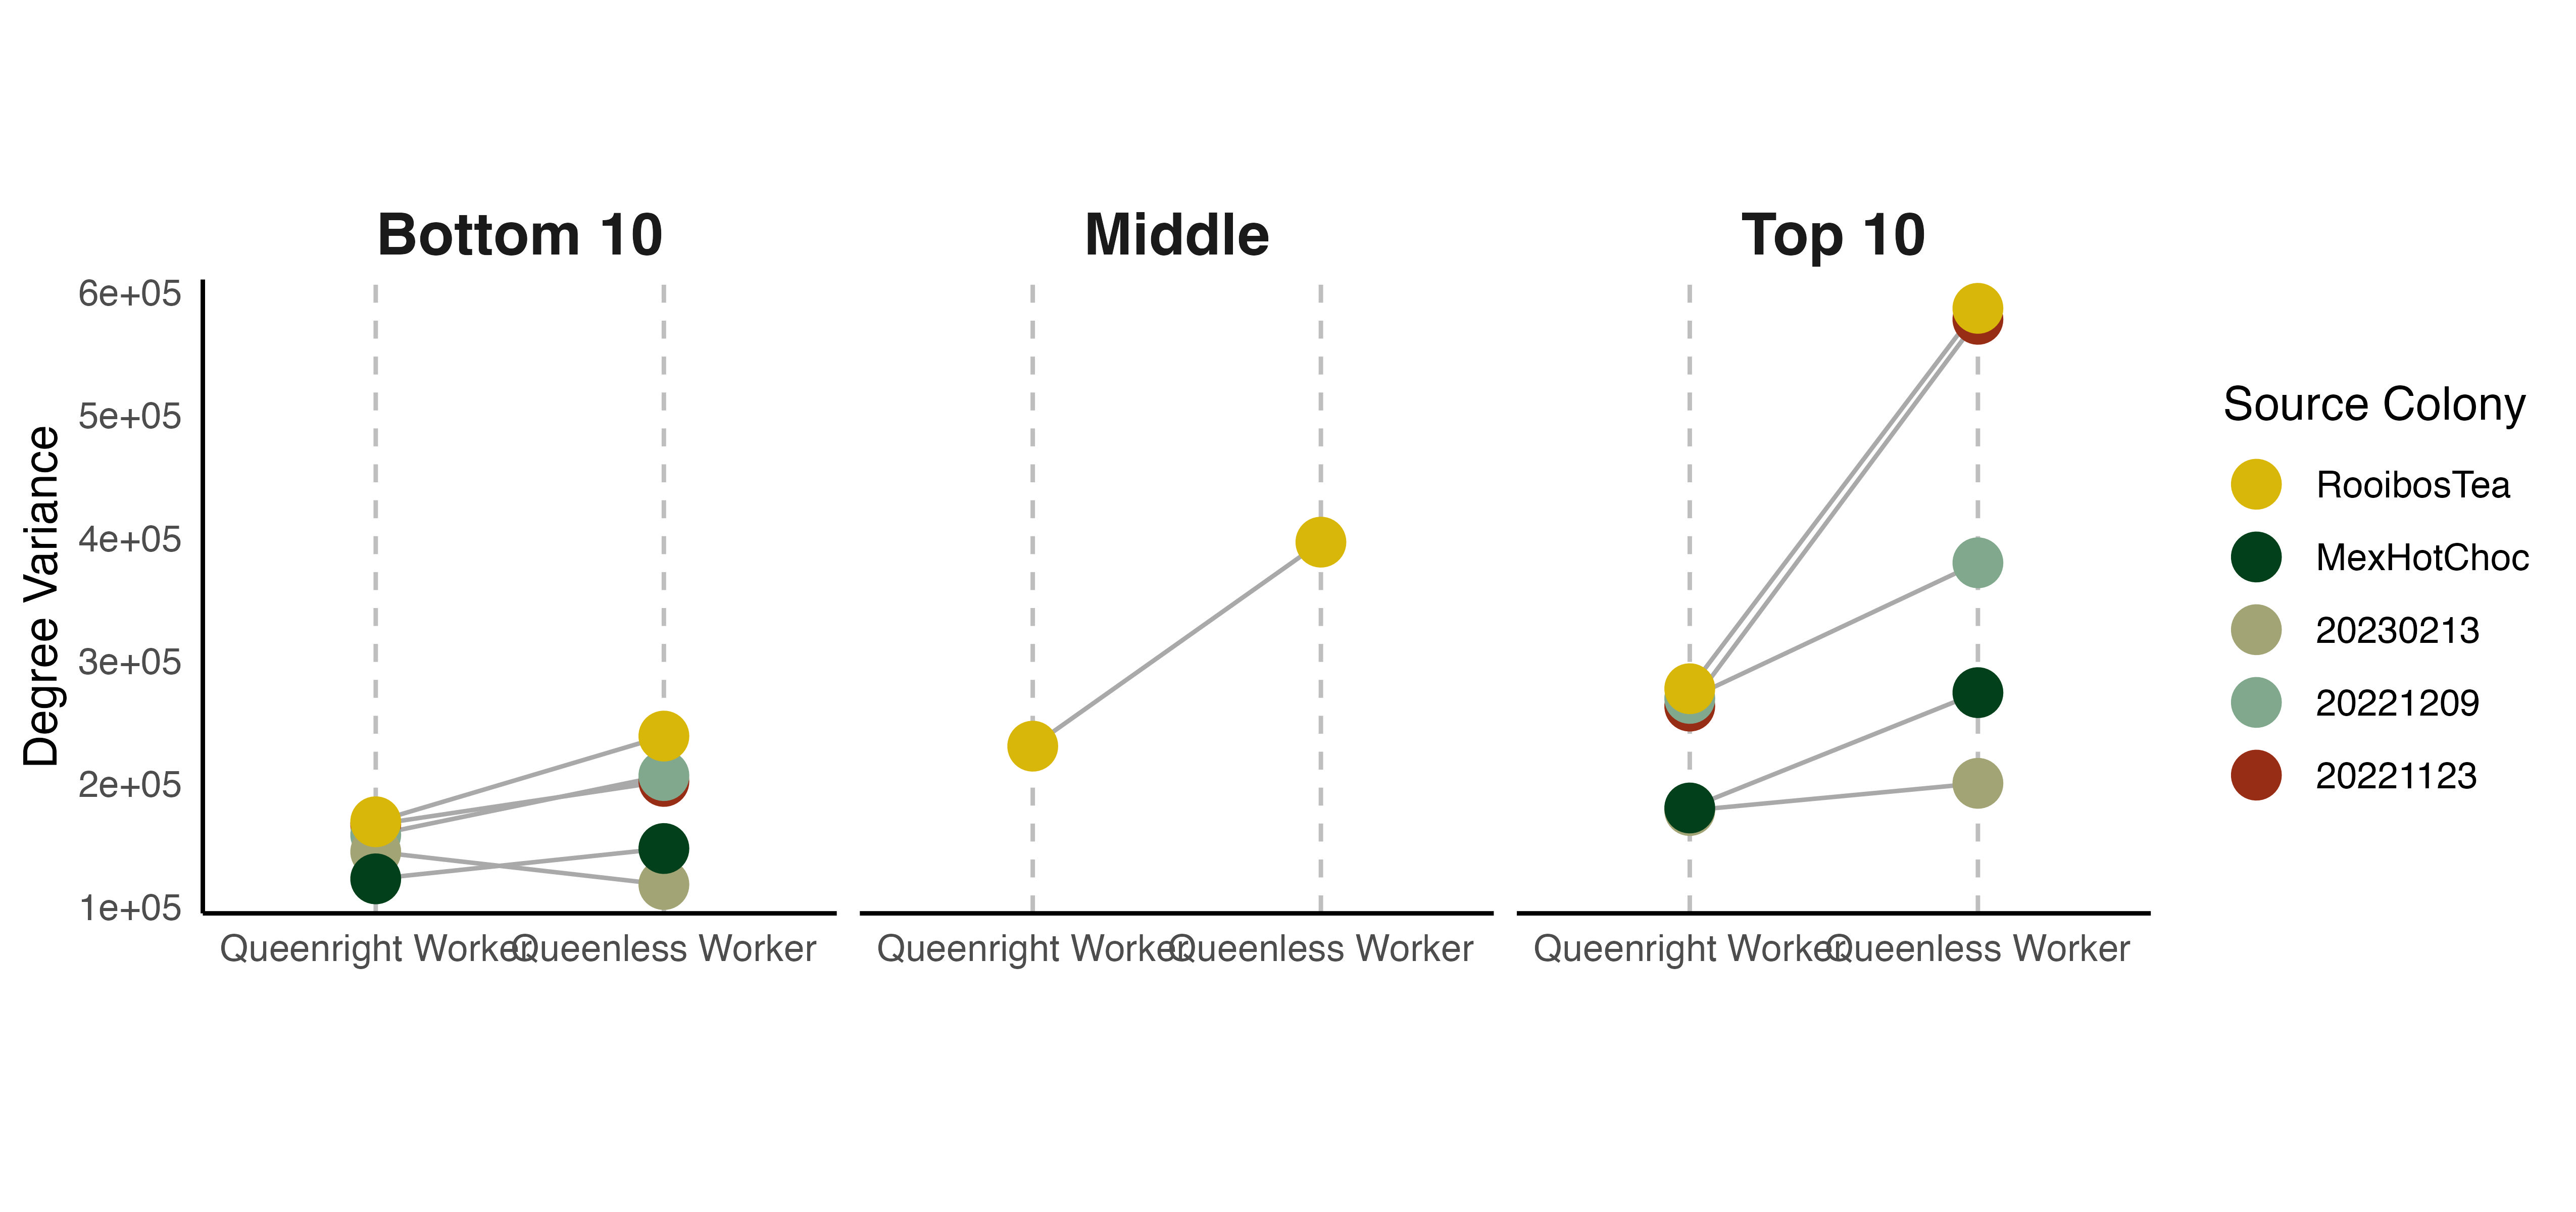 Bottom 10
Middle
Top 10
6e+05
5e+05
4e+05
3e+05
2e+05
1e+05
Degree Variance
Queenright Worker
Queenless Worker
Queenright Worker
Queenless Worker
Queenright Worker
Queenless Worker
Source Colony
RooibosTea
MexHotChoc
20230213
20221209
20221123